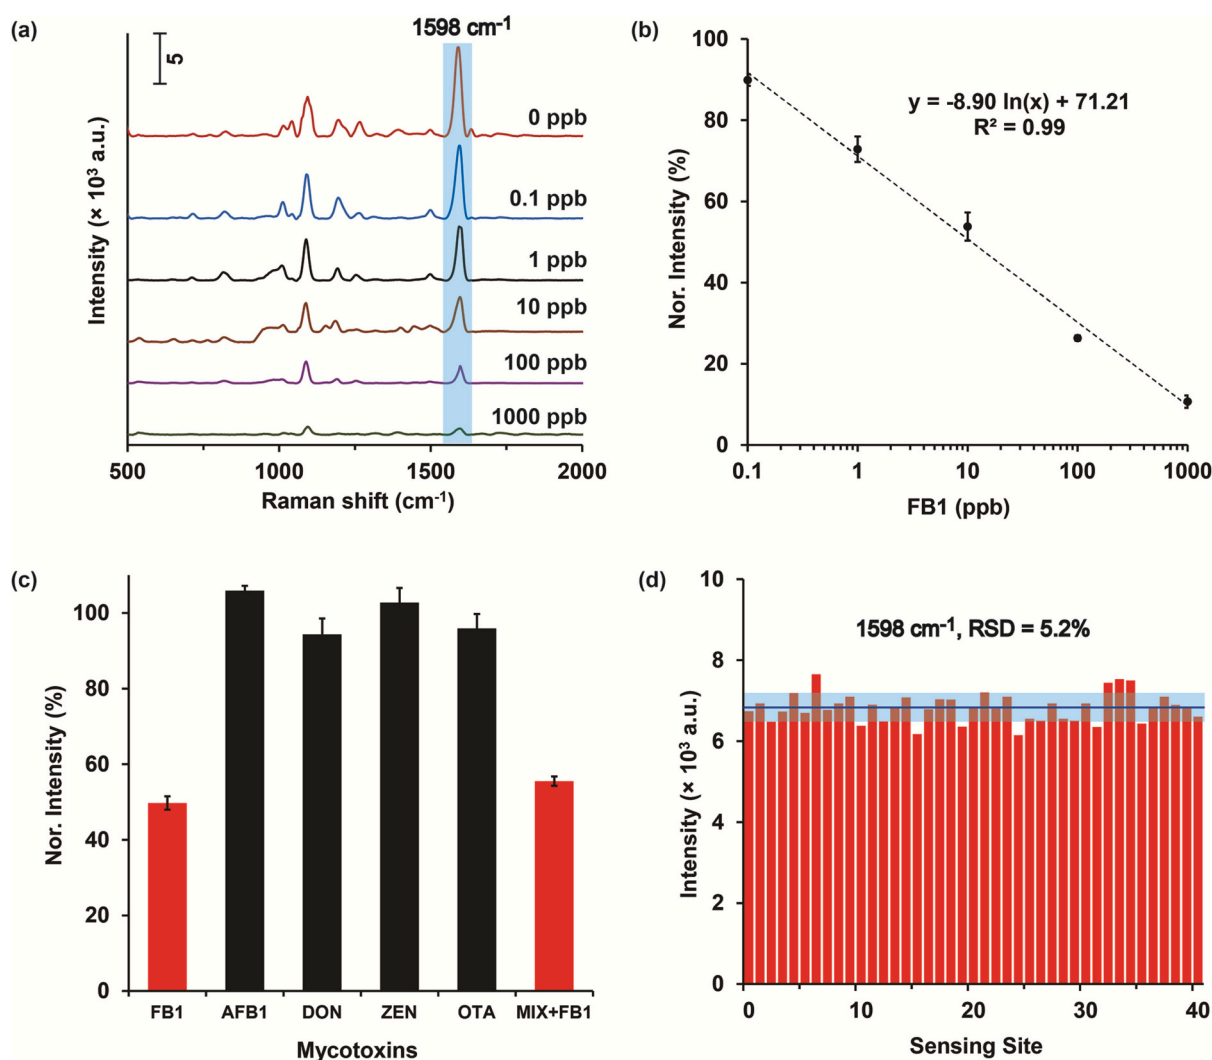 (a)
1598 cm⁻¹
5
0 ppb
0.1 ppb
1 ppb
10 ppb
100 ppb
1000 ppb
Intensity (× 10³ a.u.)
500 1000 1500 2000
Raman shift (cm⁻¹)
(b)
100
80
60
40
20
0
y = -8.90 ln(x) + 71.21
R² = 0.99
Nor. Intensity (%)
0.1 1 10 100 1000
FB1 (ppb)
(c)
100
80
60
40
20
0
Nor. Intensity (%)
FB1 AFB1 DON ZEN OTA MIX+FB1
Mycotoxins
(d)
10
8
6
4
2
0
1598 cm⁻¹, RSD = 5.2%
Intensity (× 10³ a.u.)
0 10 20 30 40
Sensing Site